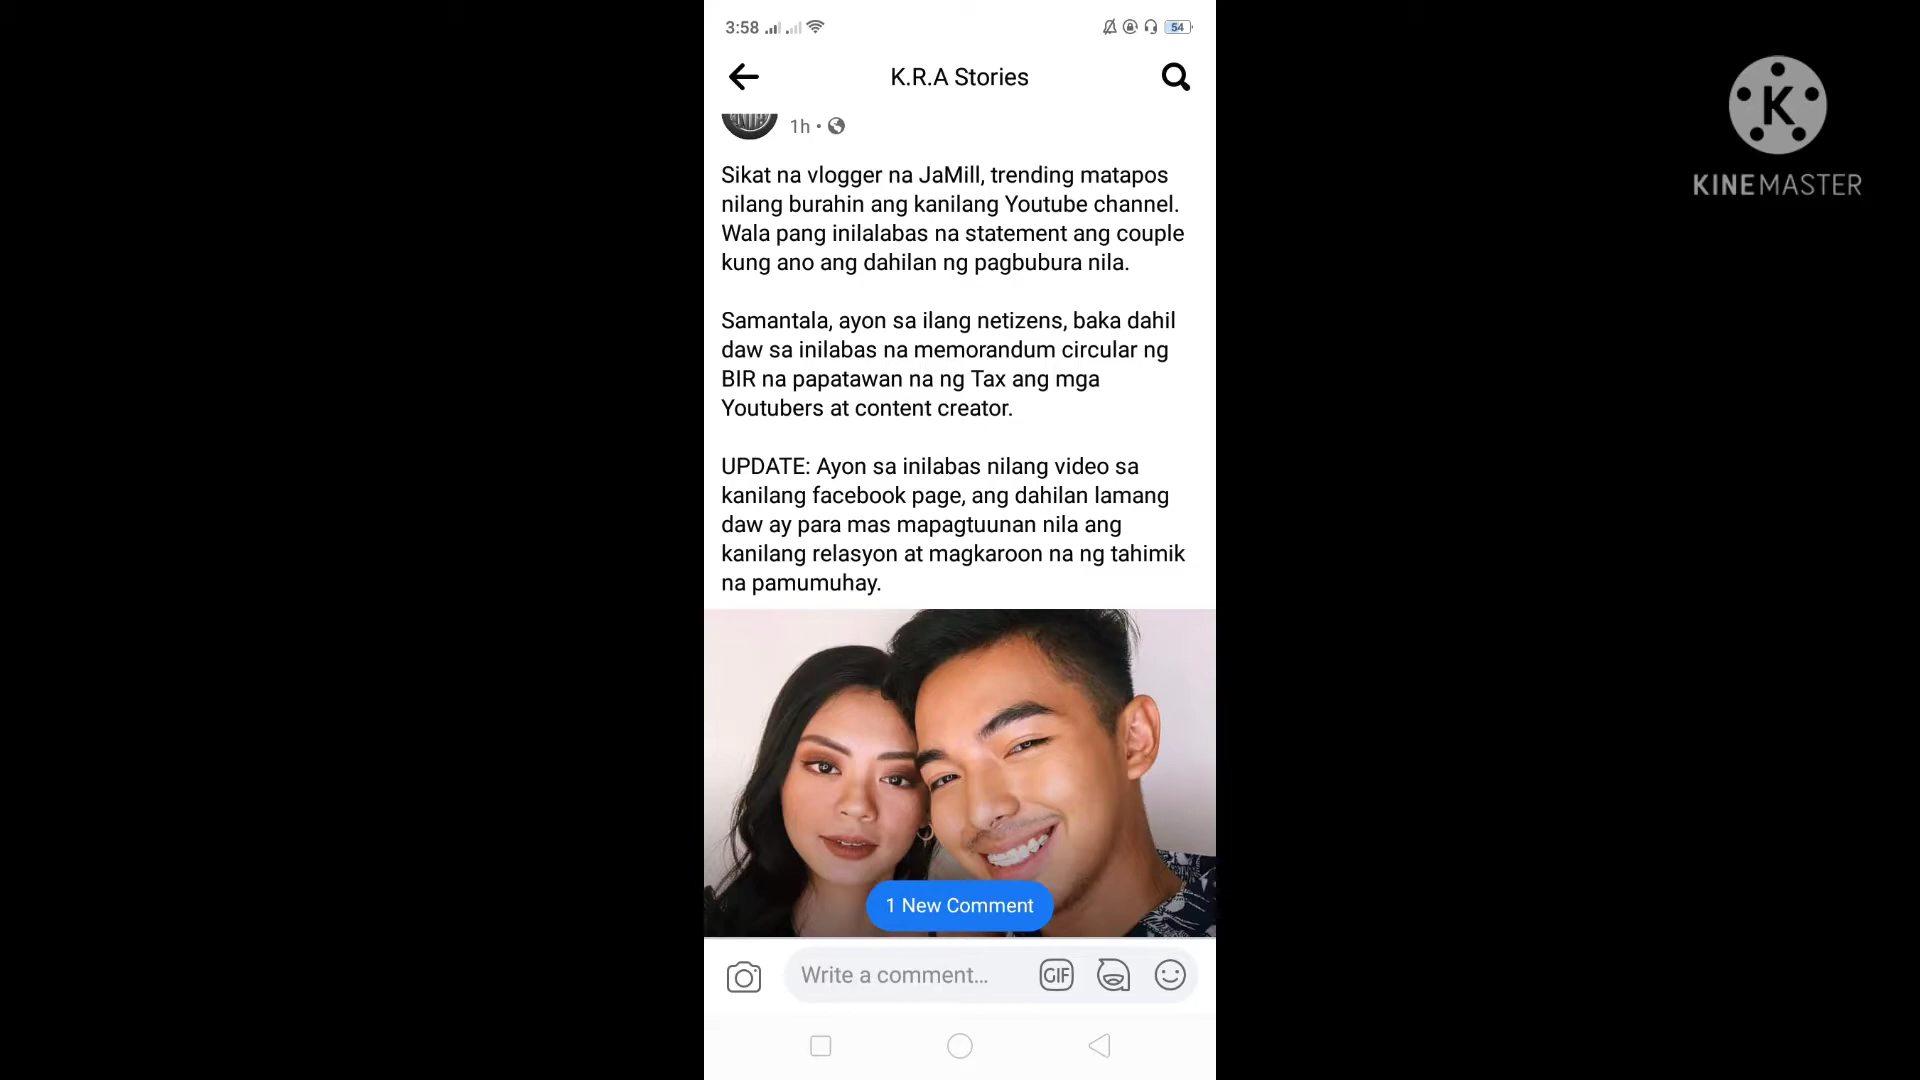 3:58
54
K.R.A Stories
1h •
Sikat na vlogger na JaMill, trending matapos
nilang burahin ang kanilang Youtube channel.
Wala pang inilalabas na statement ang couple
kung ano ang dahilan ng pagbubura nila.
Samantala, ayon sa ilang netizens, baka dahil
daw sa inilabas na memorandum circular ng
BIR na papatawan na ng Tax ang mga
Youtubers at content creator.
UPDATE: Ayon sa inilabas nilang video sa
kanilang facebook page, ang dahilan lamang
daw ay para mas mapagtuunan nila ang
kanilang relasyon at magkaroon na ng tahimik
na pamumuhay.
1 New Comment
Write a comment...
GIF
K
KINEMASTER